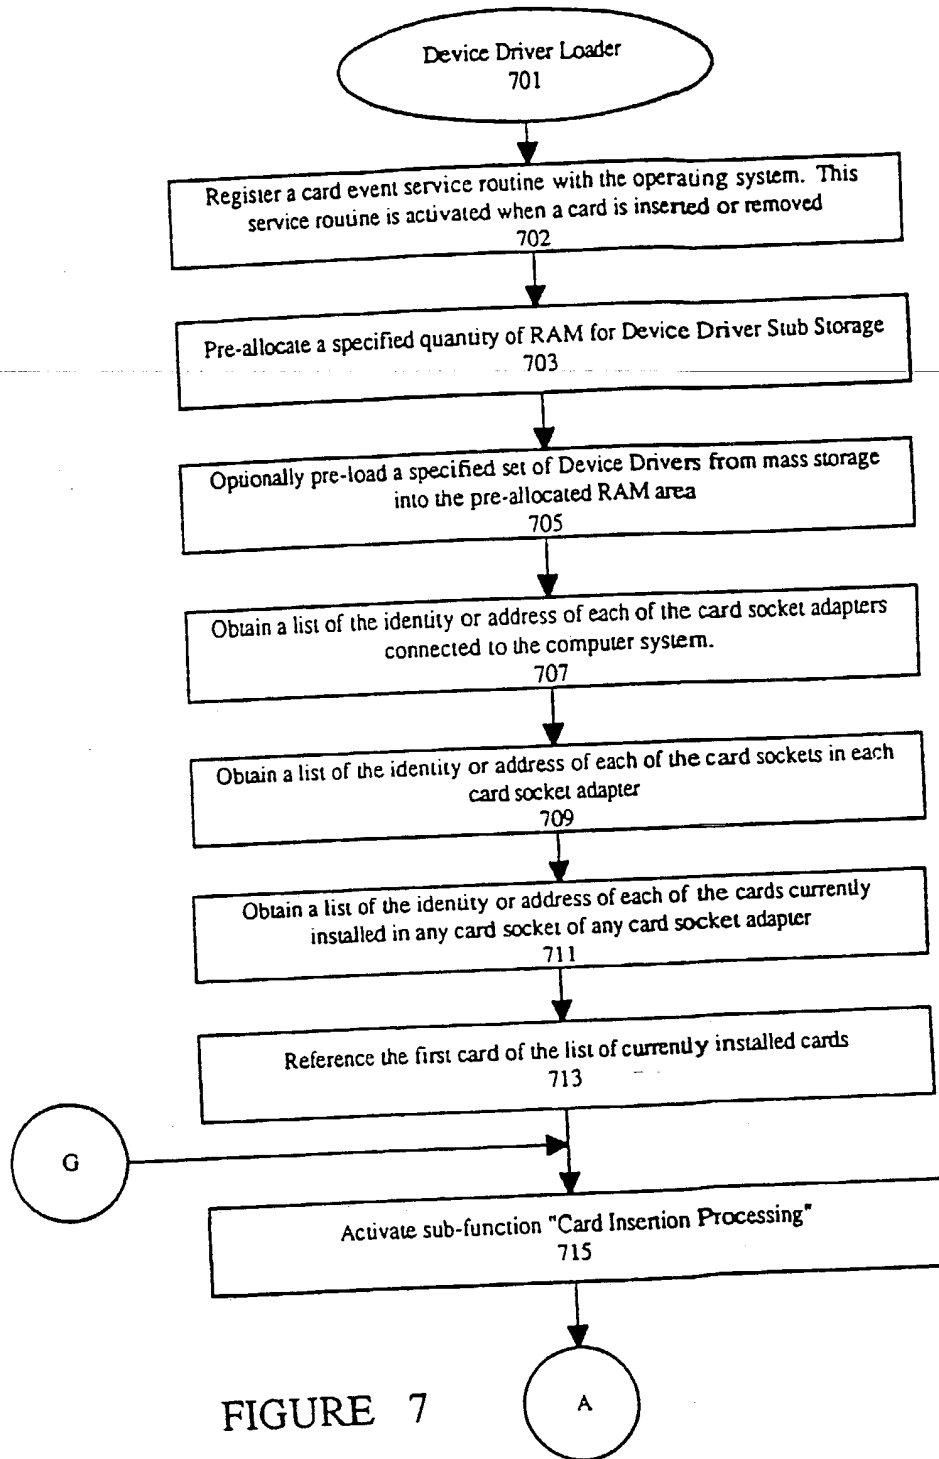 Device Driver Loader
701
Register a card event service routine with the operating system. This
service routine is activated when a card is inserted or removed
702
Pre-allocate a specified quantity of RAM for Device Driver Stub Storage
703
Optionally pre-load a specified set of Device Drivers from mass storage
into the pre-allocated RAM area
705
Obtain a list of the identity or address of each of the card socket adapters
connected to the computer system.
707
Obtain a list of the identity or address of each of the card sockets in each
card socket adapter
709
Obtain a list of the identity or address of each of the cards currently
installed in any card socket of any card socket adapter
711
Reference the first card of the list of currently installed cards
713
G
Activate sub-function "Card Insertion Processing"
715
A
FIGURE 7